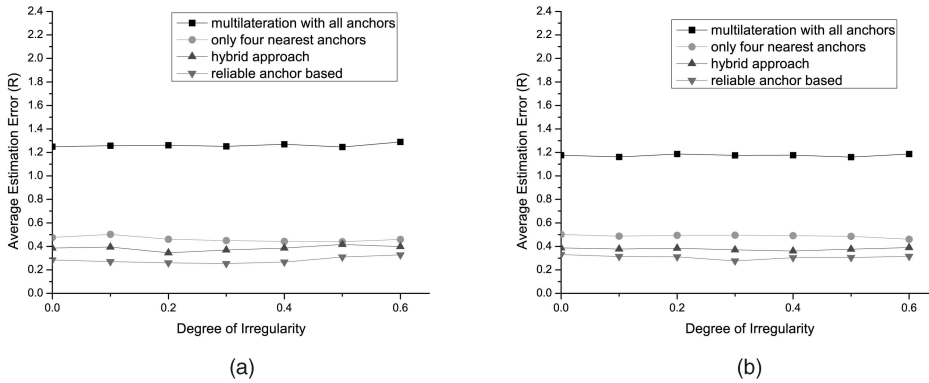 2.4
2.2
2.0
1.8
1.6
1.4
1.2
1.0
0.8
0.6
0.4
0.2
0.0
Average Estimation Error (R)
multilateration with all anchors
only four nearest anchors
hybrid approach
reliable anchor based
0.0 0.2 0.4 0.6
Degree of Irregularity
(a)
2.4
2.2
2.0
1.8
1.6
1.4
1.2
1.0
0.8
0.6
0.4
0.2
0.0
Average Estimation Error (R)
multilateration with all anchors
only four nearest anchors
hybrid approach
reliable anchor based
0.0 0.2 0.4 0.6
Degree of Irregularity
(b)